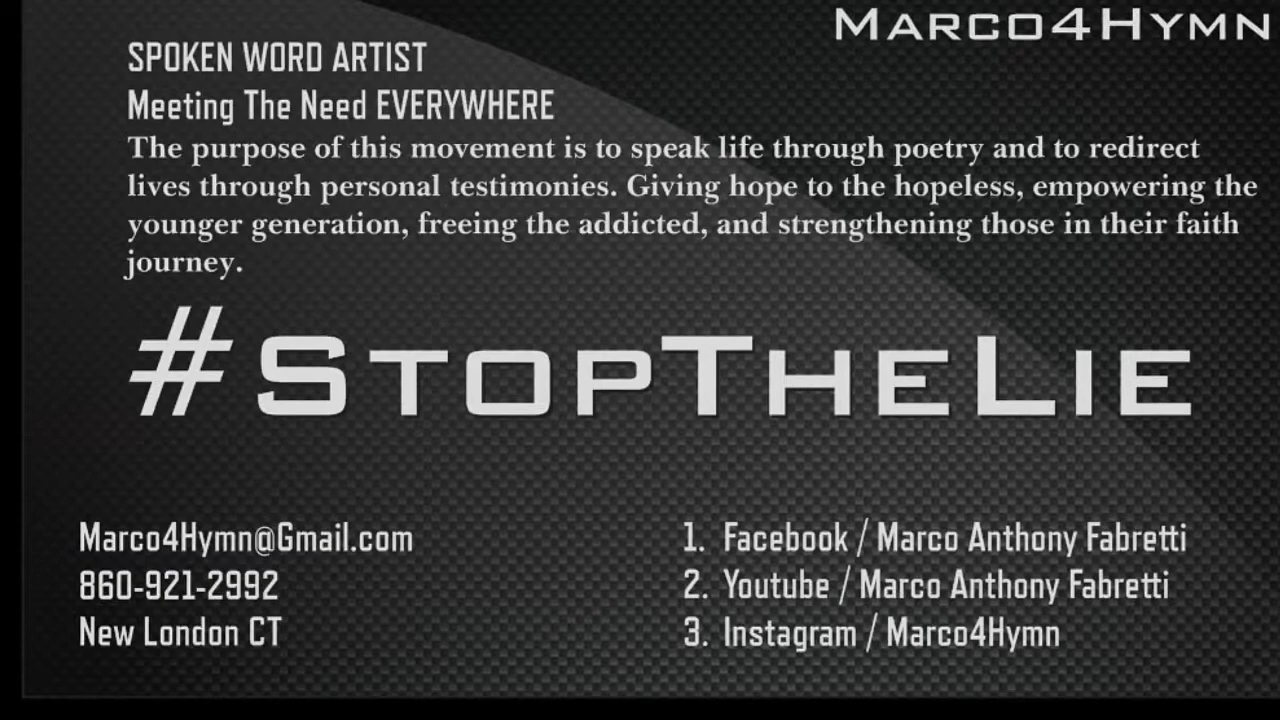 Marco4Hymn
SPOKEN WORD ARTIST
Meeting The Need EVERYWHERE
The purpose of this movement is to speak life through poetry and to redirect
lives through personal testimonies. Giving hope to the hopeless, empowering the
younger generation, freeing the addicted, and strengthening those in their faith
journey.
#StopTheLie
Marco4Hymn@Gmail.com
860-921-2992
New London CT
1. Facebook / Marco Anthony Fabretti
2. Youtube / Marco Anthony Fabretti
3. Instagram / Marco4Hymn